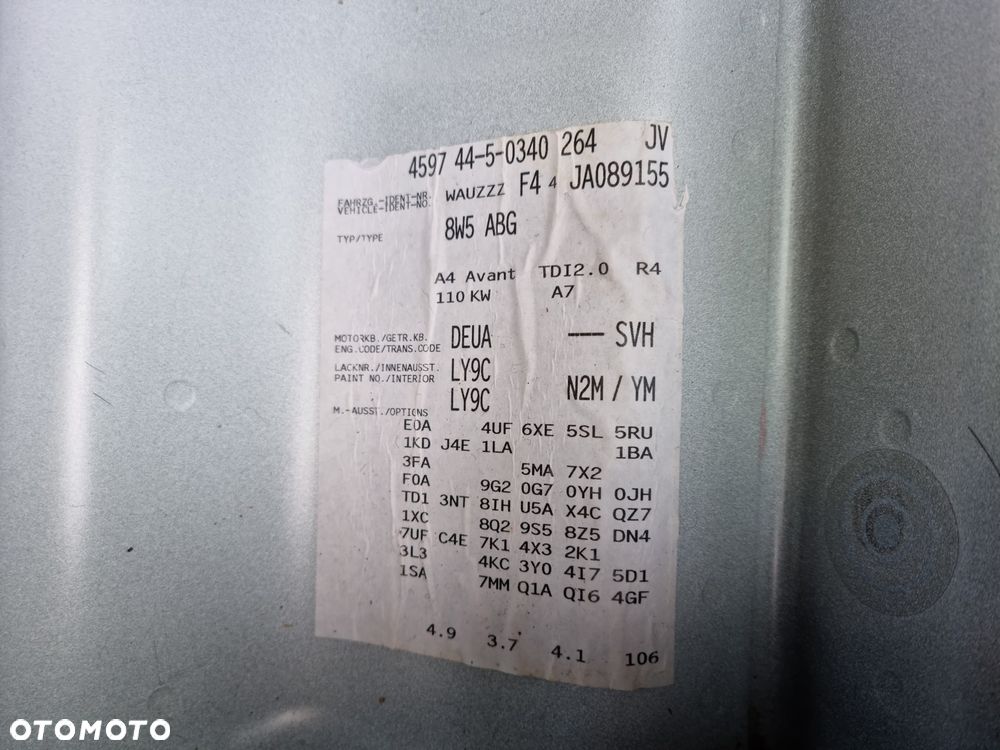 4597 44-5-0340 264 JV
FAHRZG.-IDENT-NR.
VEHICLE-IDENT-NO. WAUZZZ F4 4 JA089155
TYP/TYPE 8W5 ABG
A4 Avant TDI2.0 R4
110 KW A7
MOTORKB./GETR.KB.
ENG.CODE/TRANS.CODE DEUA --- SVH
LACKNR./INNENAUSST.
PAINT NO./INTERIOR LY9C
LY9C N2M / YM
M.-AUSST./OPTIONS
E0A 4UF 6XE 5SL 5RU
1KD J4E 1LA 1BA
3FA 5MA 7X2
F0A 9G2 0G7 0YH 0JH
TD1 3NT 8IH U5A X4C QZ7
1XC 8Q2 9S5 8Z5 DN4
7UF C4E 7K1 4X3 2K1
3L3 4KC 3Y0 4I7 5D1
1SA 7MM Q1A QI6 4GF
4.9 3.7 4.1 106
OTOMOTO